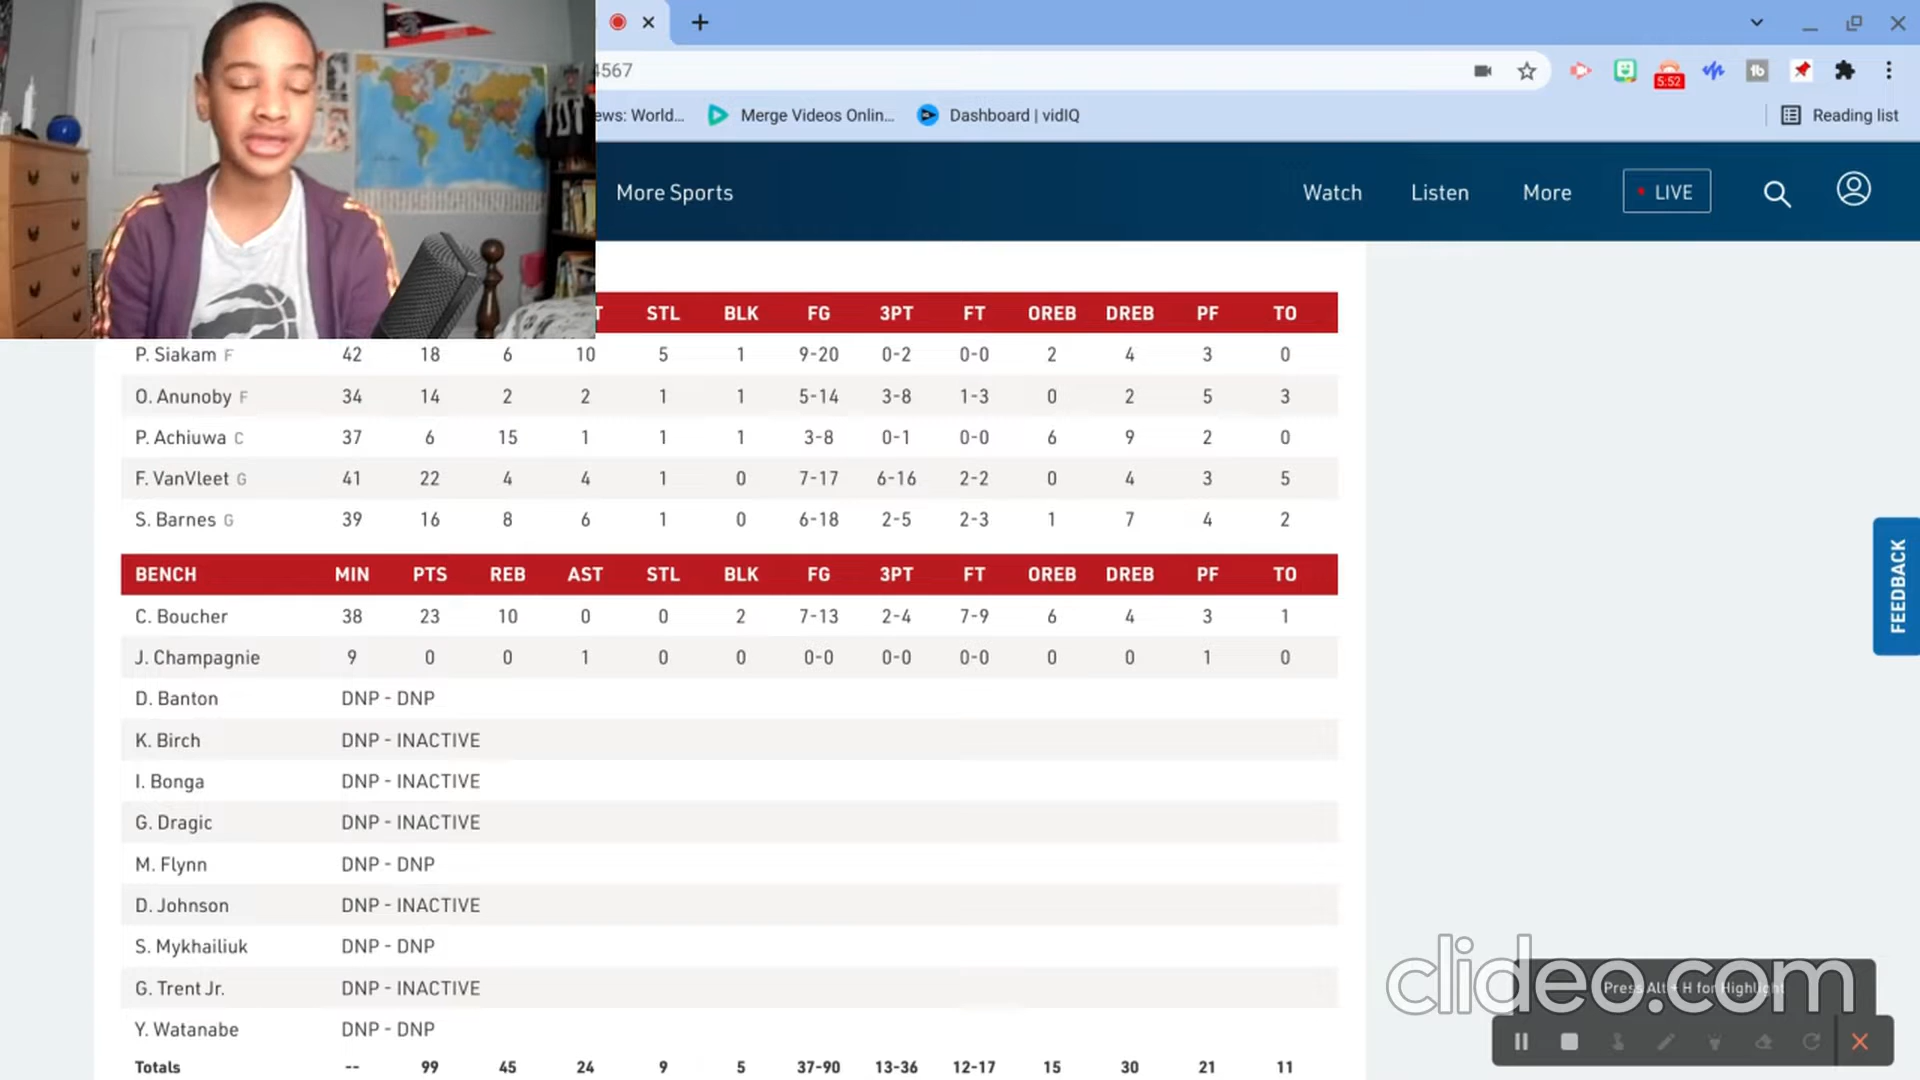 4567
ews: World...
Merge Videos Onlin...
Dashboard | vidIQ
5:52
Reading list
More Sports
Watch
Listen
More
LIVE
T STL BLK FG 3PT FT OREB DREB PF TO
P. Siakam F 42 18 6 10 5 1 9-20 0-2 0-0 2 4 3 0
O. Anunoby F 34 14 2 2 1 1 5-14 3-8 1-3 0 2 5 3
P. Achiuwa C 37 6 15 1 1 1 3-8 0-1 0-0 6 9 2 0
F. VanVleet G 41 22 4 4 1 0 7-17 6-16 2-2 0 4 3 5
S. Barnes G 39 16 8 6 1 0 6-18 2-5 2-3 1 7 4 2
BENCH MIN PTS REB AST STL BLK FG 3PT FT OREB DREB PF TO
C. Boucher 38 23 10 0 0 2 7-13 2-4 7-9 6 4 3 1
J. Champagnie 9 0 0 1 0 0 0-0 0-0 0-0 0 0 1 0
D. Banton DNP - DNP
K. Birch DNP - INACTIVE
I. Bonga DNP - INACTIVE
G. Dragic DNP - INACTIVE
M. Flynn DNP - DNP
D. Johnson DNP - INACTIVE
S. Mykhailiuk DNP - DNP
G. Trent Jr. DNP - INACTIVE
Y. Watanabe DNP - DNP
Totals -- 99 45 24 9 5 37-90 13-36 12-17 15 30 21 11
FEEDBACK
clideo.com
Press Alt + H for Highlight